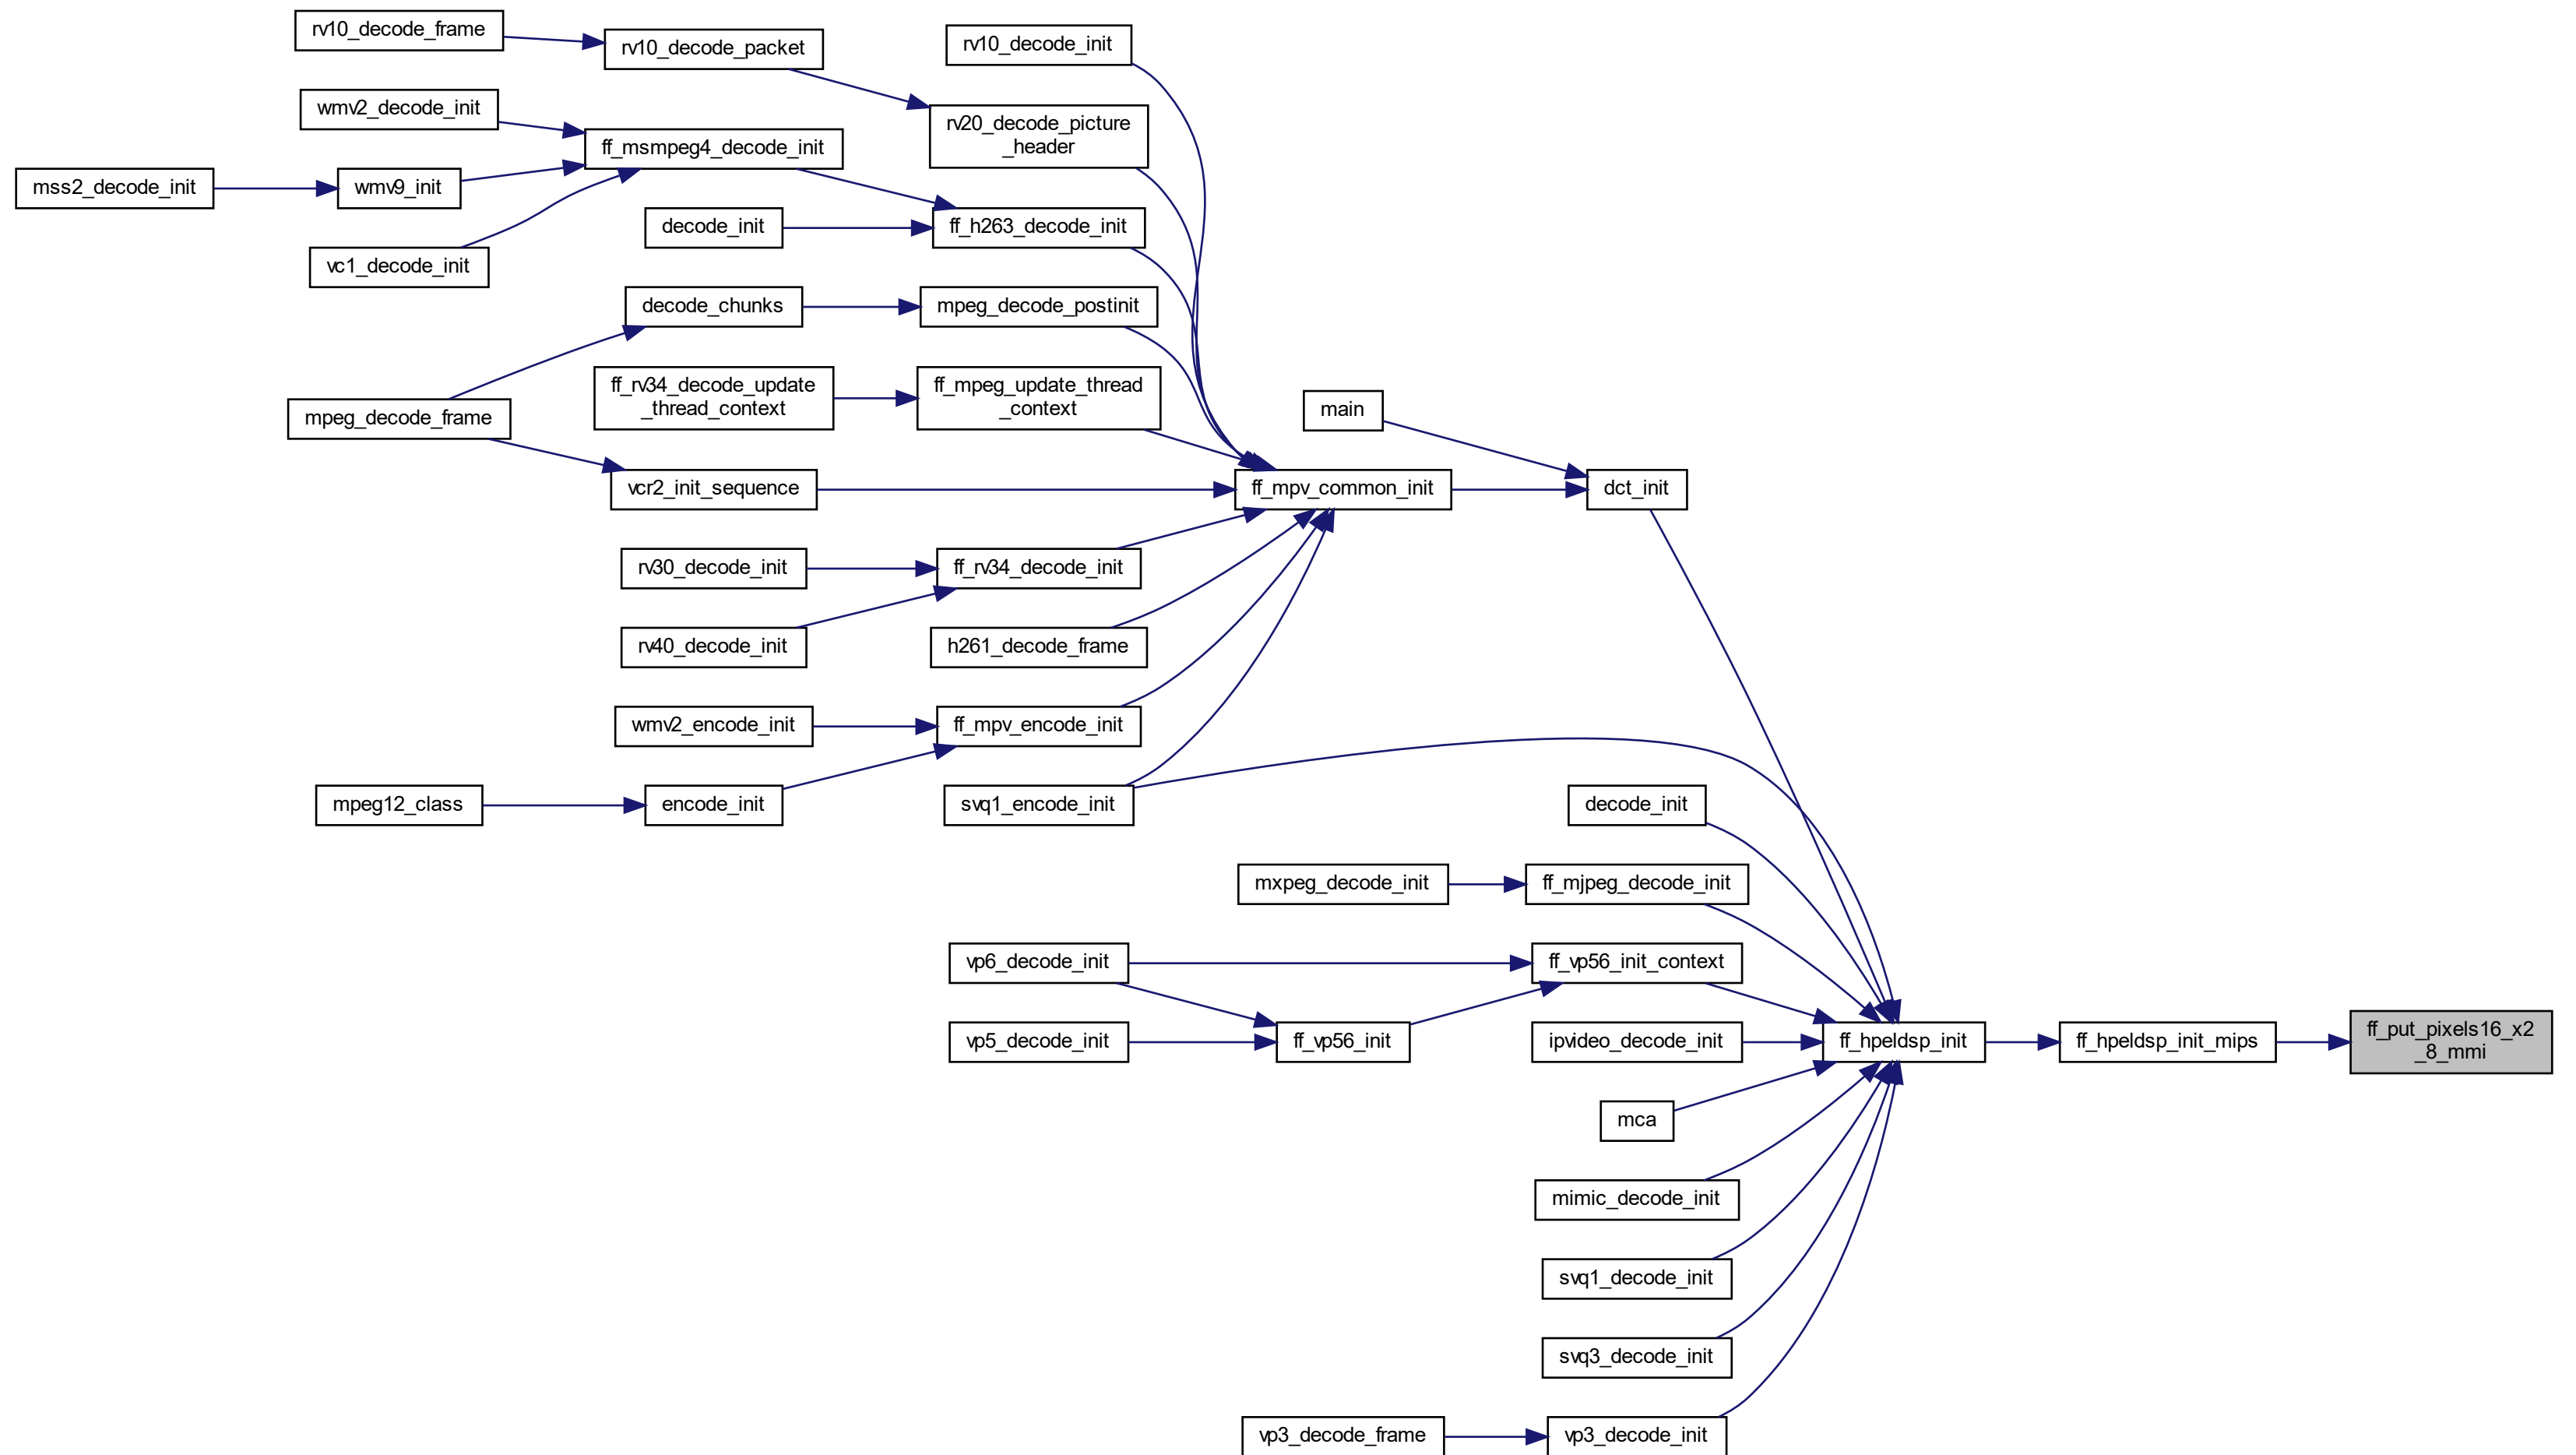 rv10_decode_frame
rv10_decode_packet
rv10_decode_init
wmv2_decode_init
rv20_decode_picture
_header
ff_msmpeg4_decode_init
mss2_decode_init
wmv9_init
decode_init
ff_h263_decode_init
vc1_decode_init
decode_chunks
mpeg_decode_postinit
ff_rv34_decode_update
_thread_context
ff_mpeg_update_thread
_context
main
mpeg_decode_frame
vcr2_init_sequence
ff_mpv_common_init
dct_init
rv30_decode_init
ff_rv34_decode_init
rv40_decode_init
h261_decode_frame
wmv2_encode_init
ff_mpv_encode_init
mpeg12_class
encode_init
svq1_encode_init
decode_init
mxpeg_decode_init
ff_mjpeg_decode_init
vp6_decode_init
ff_vp56_init_context
vp5_decode_init
ff_vp56_init
ipvideo_decode_init
ff_hpeldsp_init
ff_hpeldsp_init_mips
ff_put_pixels16_x2
_8_mmi
mca
mimic_decode_init
svq1_decode_init
svq3_decode_init
vp3_decode_frame
vp3_decode_init